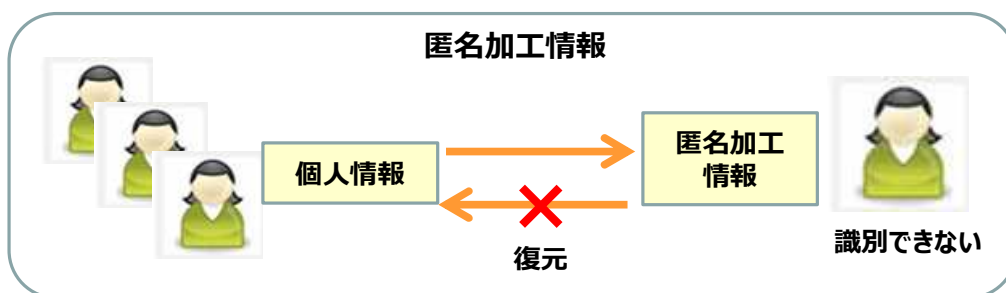 匿名加工情報
個人情報
匿名加工
情報
復元
識別できない